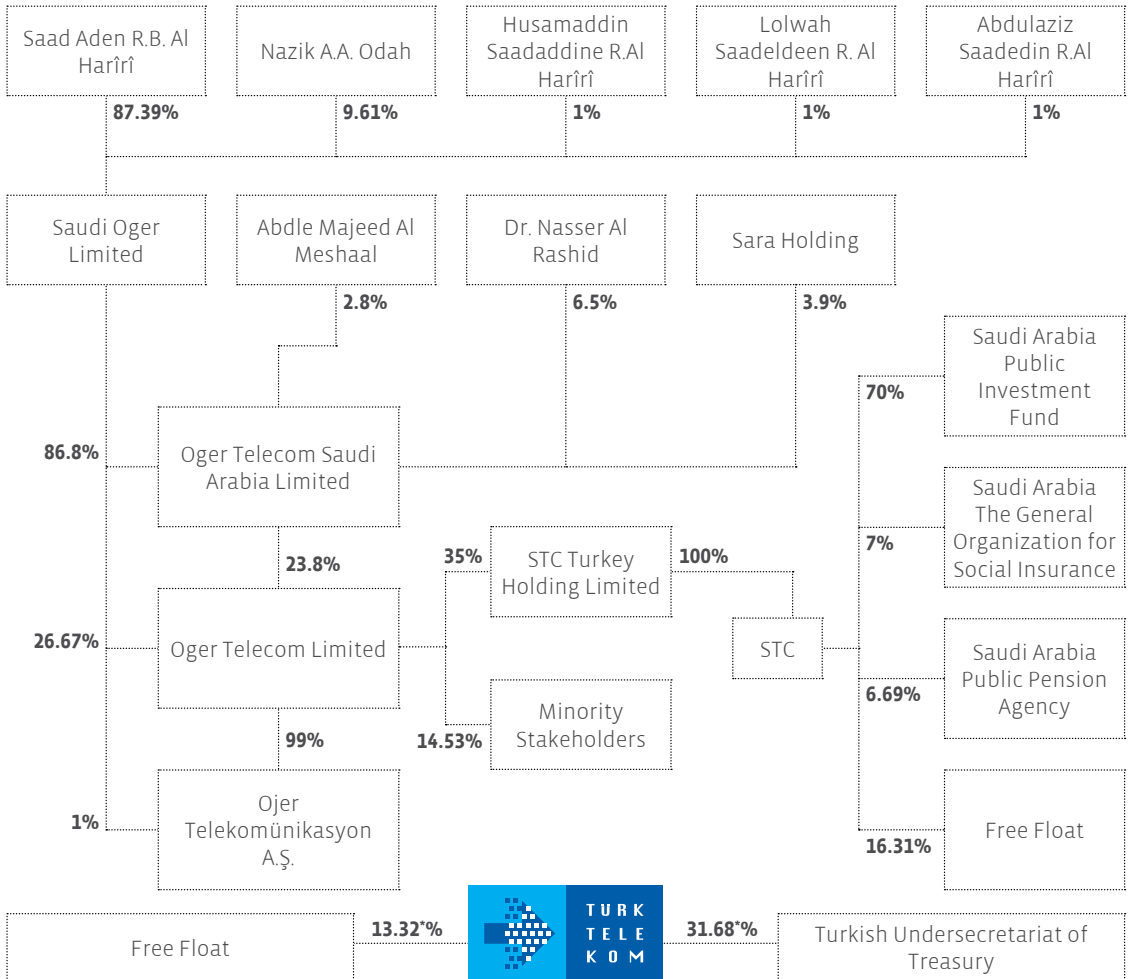 Saad Aden R.B. Al
Harîrî
Nazik A.A. Odah
Husamaddin
Saadaddine R.Al
Harîrî
Lolwah
Saadeldeen R. Al
Harîrî
Abdulaziz
Saadedin R.Al
Harîrî
87.39%
9.61%
1%
1%
1%
Saudi Oger
Limited
Abdle Majeed Al
Meshaal
Dr. Nasser Al
Rashid
Sara Holding
2.8%
6.5%
3.9%
Saudi Arabia
Public
Investment
Fund
70%
86.8%
Oger Telecom Saudi
Arabia Limited
Saudi Arabia
The General
Organization for
Social Insurance
7%
23.8%
35%
STC Turkey
Holding Limited
100%
26.67%
Oger Telecom Limited
STC
Saudi Arabia
Public Pension
Agency
6.69%
99%
14.53%
Minority
Stakeholders
1%
Ojer
Telekomünikasyon
A.Ş.
Free Float
16.31%
Free Float
13.32*%
TURK
TELE
KOM
31.68*%
Turkish Undersecretariat of
Treasury